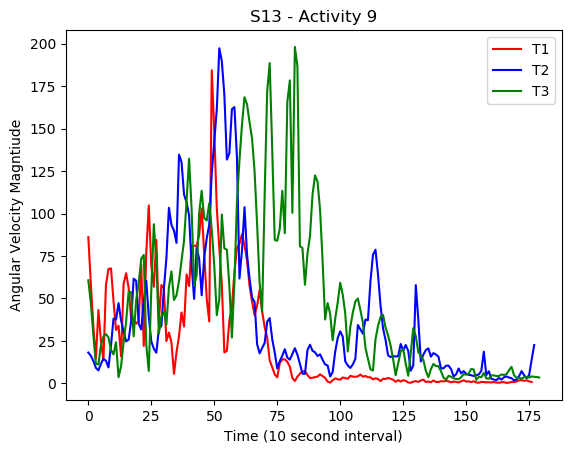 S13 - Activity 9
T1
T2
T3
200
175
150
125
100
75
50
25
0
Angular Velocity Magntiude
0 25 50 75 100 125 150 175
Time (10 second interval)